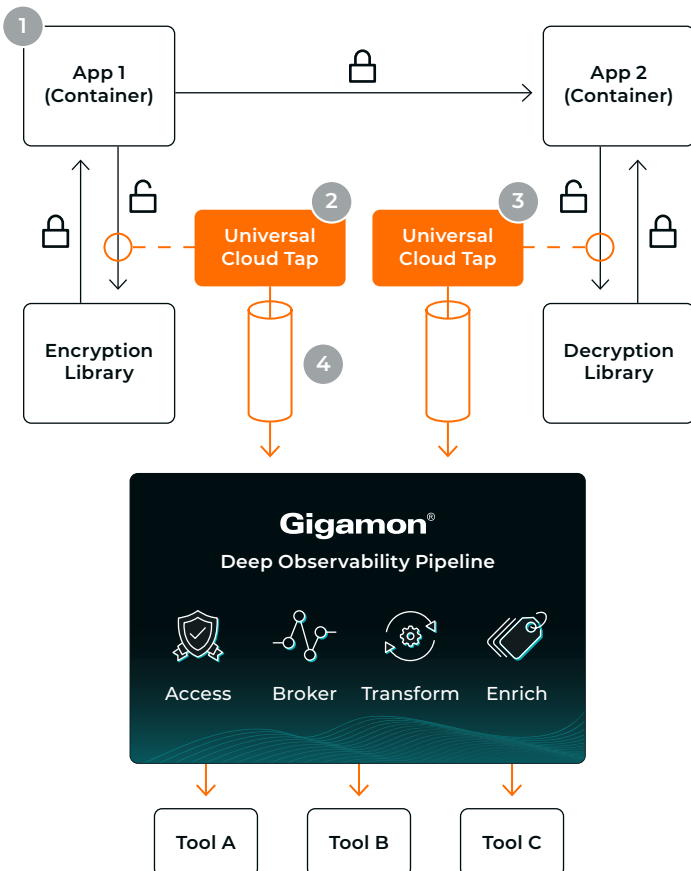 1
App 1
(Container)
App 2
(Container)
2
Universal
Cloud Tap
3
Universal
Cloud Tap
Encryption
Library
4
Decryption
Library
Gigamon®
Deep Observability Pipeline
Access
Broker
Transform
Enrich
Tool A
Tool B
Tool C